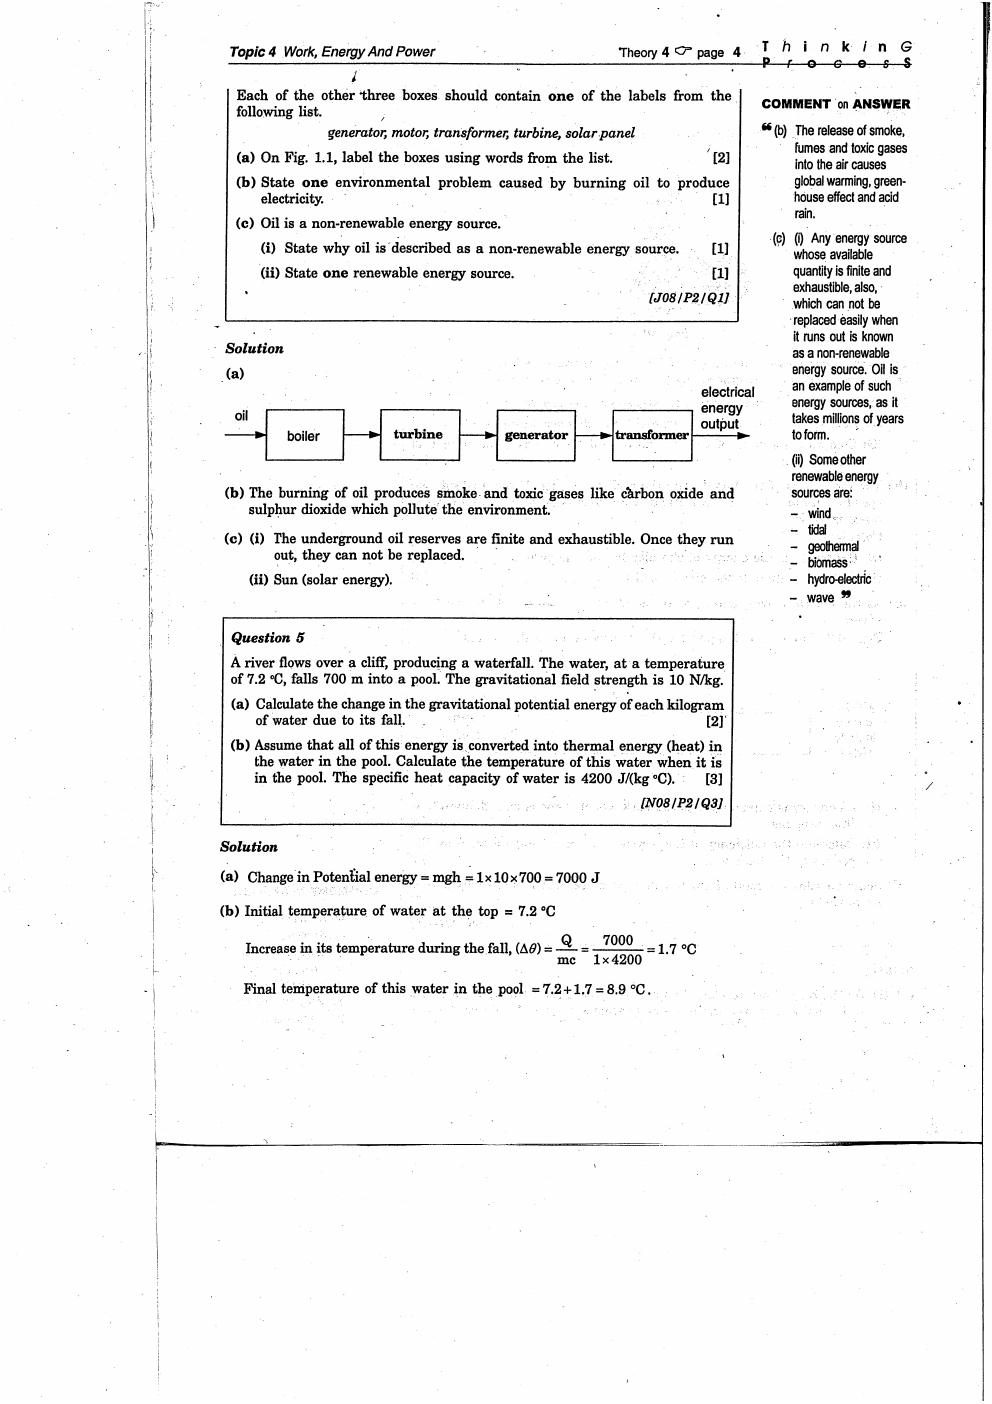 Topic 4 Work, Energy And Power
Theory 4 ☞ page 4
T h i n k i n G
P r o c e s S
Each of the other three boxes should contain one of the labels from the
following list.
generator, motor, transformer, turbine, solar panel
(a) On Fig. 1.1, label the boxes using words from the list. [2]
(b) State one environmental problem caused by burning oil to produce
electricity. [1]
(c) Oil is a non-renewable energy source.
(i) State why oil is described as a non-renewable energy source. [1]
(ii) State one renewable energy source. [1]
[J08/P2/Q1]
Solution
(a)
oil
boiler
turbine
generator
transformer
electrical
energy
output
(b) The burning of oil produces smoke and toxic gases like carbon oxide and
sulphur dioxide which pollute the environment.
(c) (i) The underground oil reserves are finite and exhaustible. Once they run
out, they can not be replaced.
(ii) Sun (solar energy).
COMMENT on ANSWER
“(b) The release of smoke,
fumes and toxic gases
into the air causes
global warming, green-
house effect and acid
rain.
(c) (i) Any energy source
whose available
quantity is finite and
exhaustible, also,
which can not be
replaced easily when
it runs out is known
as a non-renewable
energy source. Oil is
an example of such
energy sources, as it
takes millions of years
to form.
(ii) Some other
renewable energy
sources are:
– wind
– tidal
– geothermal
– biomass
– hydro-electric
– wave ”
Question 5
A river flows over a cliff, producing a waterfall. The water, at a temperature
of 7.2 °C, falls 700 m into a pool. The gravitational field strength is 10 N/kg.
(a) Calculate the change in the gravitational potential energy of each kilogram
of water due to its fall. [2]
(b) Assume that all of this energy is converted into thermal energy (heat) in
the water in the pool. Calculate the temperature of this water when it is
in the pool. The specific heat capacity of water is 4200 J/(kg °C). [3]
[N08/P2/Q3]
Solution
(a) Change in Potential energy = mgh = 1×10×700 = 7000 J
(b) Initial temperature of water at the top = 7.2 °C
Increase in its temperature during the fall, (Δθ) = Q/mc = 7000/1×4200 = 1.7 °C
Final temperature of this water in the pool = 7.2+1.7 = 8.9 °C.